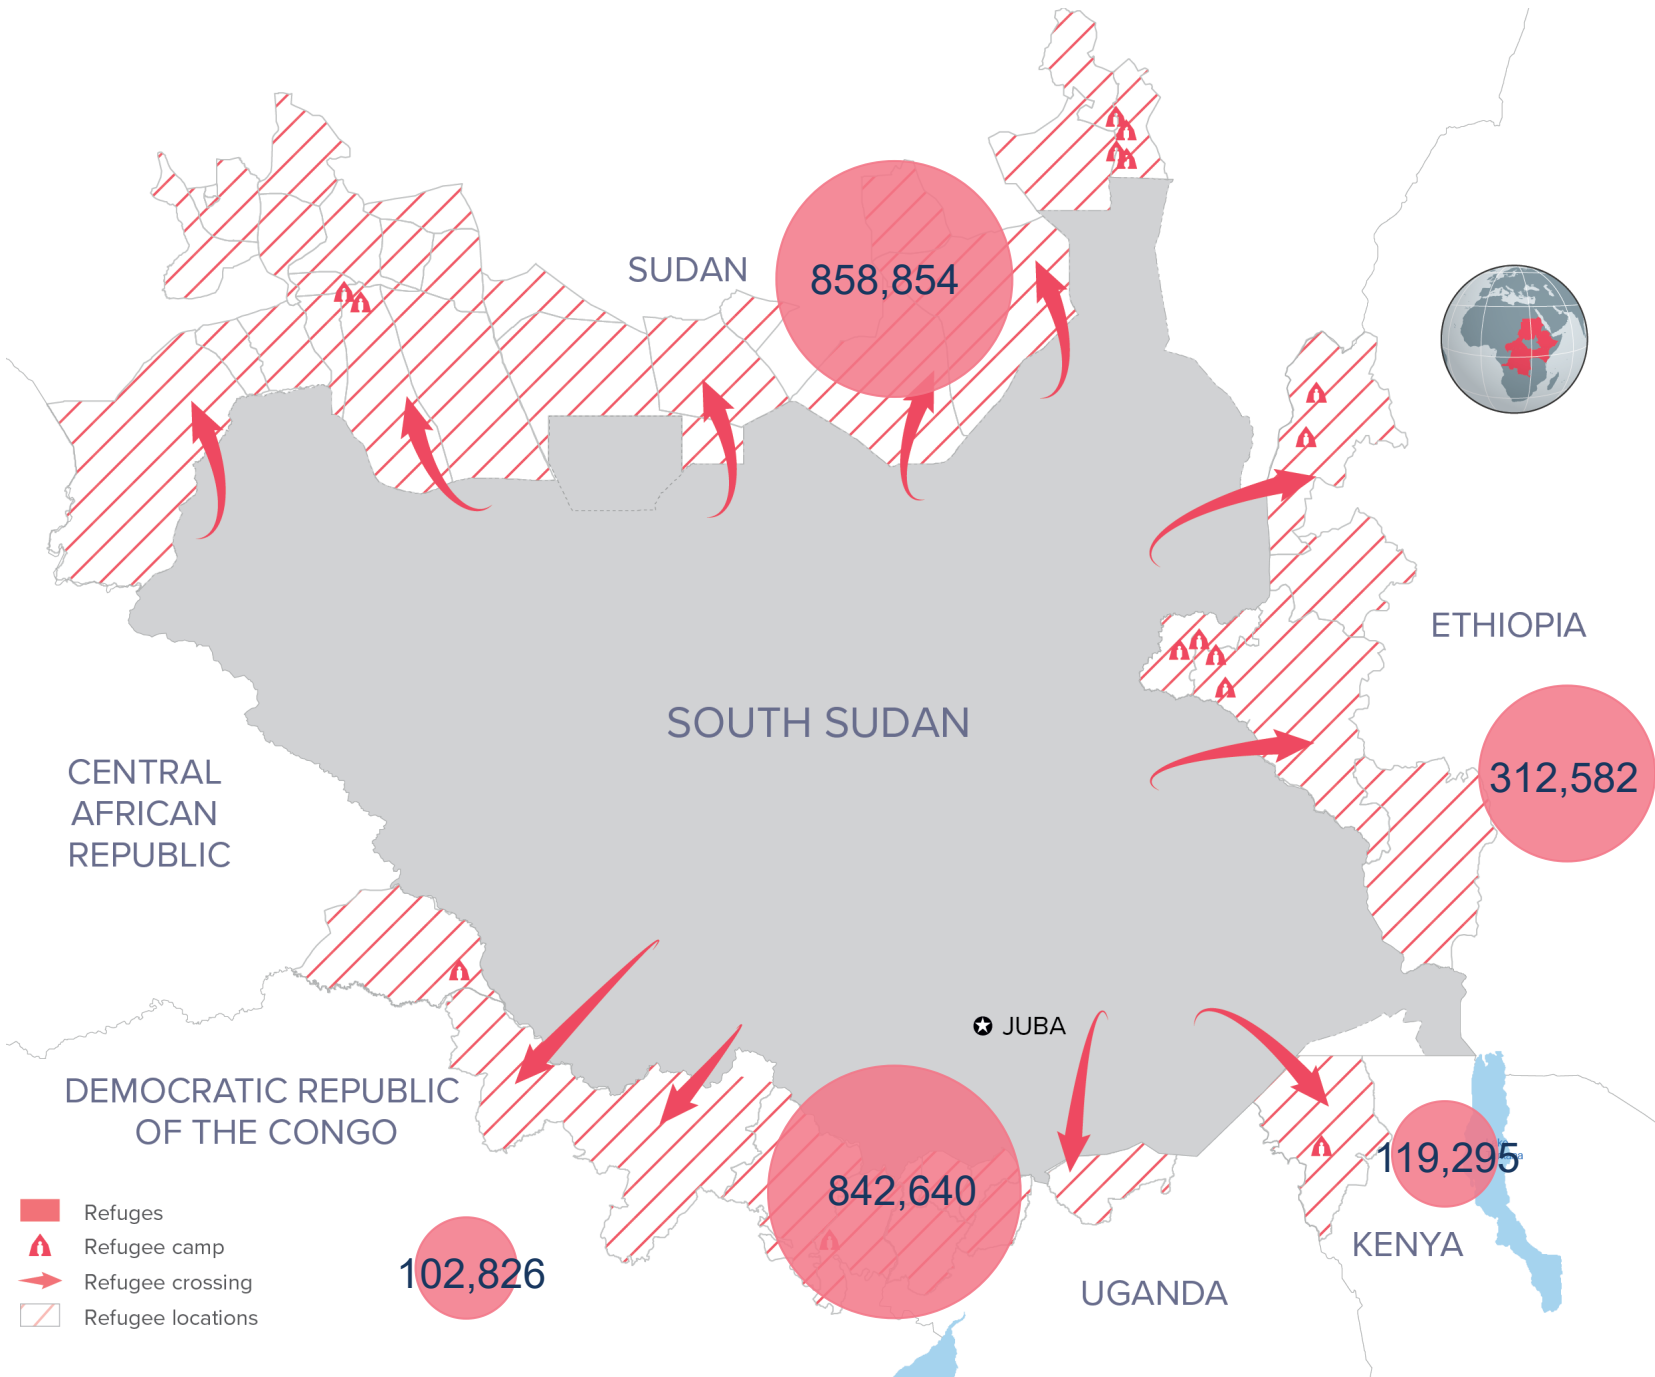 SUDAN
858,854
ETHIOPIA
SOUTH SUDAN
312,582
CENTRAL
AFRICAN
REPUBLIC
JUBA
DEMOCRATIC REPUBLIC
OF THE CONGO
842,640
119,295
KENYA
102,826
UGANDA
Refuges
Refugee camp
Refugee crossing
Refugee locations